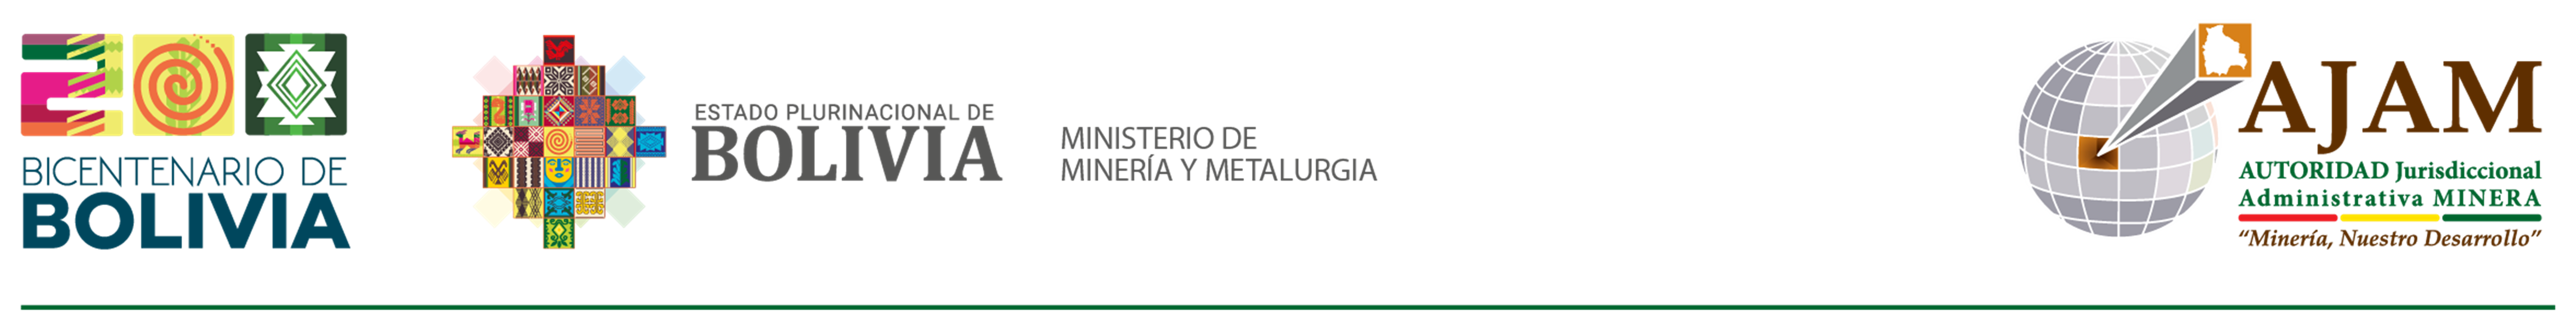 200
BICENTENARIO DE
BOLIVIA
ESTADO PLURINACIONAL DE
BOLIVIA
MINISTERIO DE
MINERÍA Y METALURGIA
AJAM
AUTORIDAD Jurisdiccional
Administrativa MINERA
“Minería, Nuestro Desarrollo”